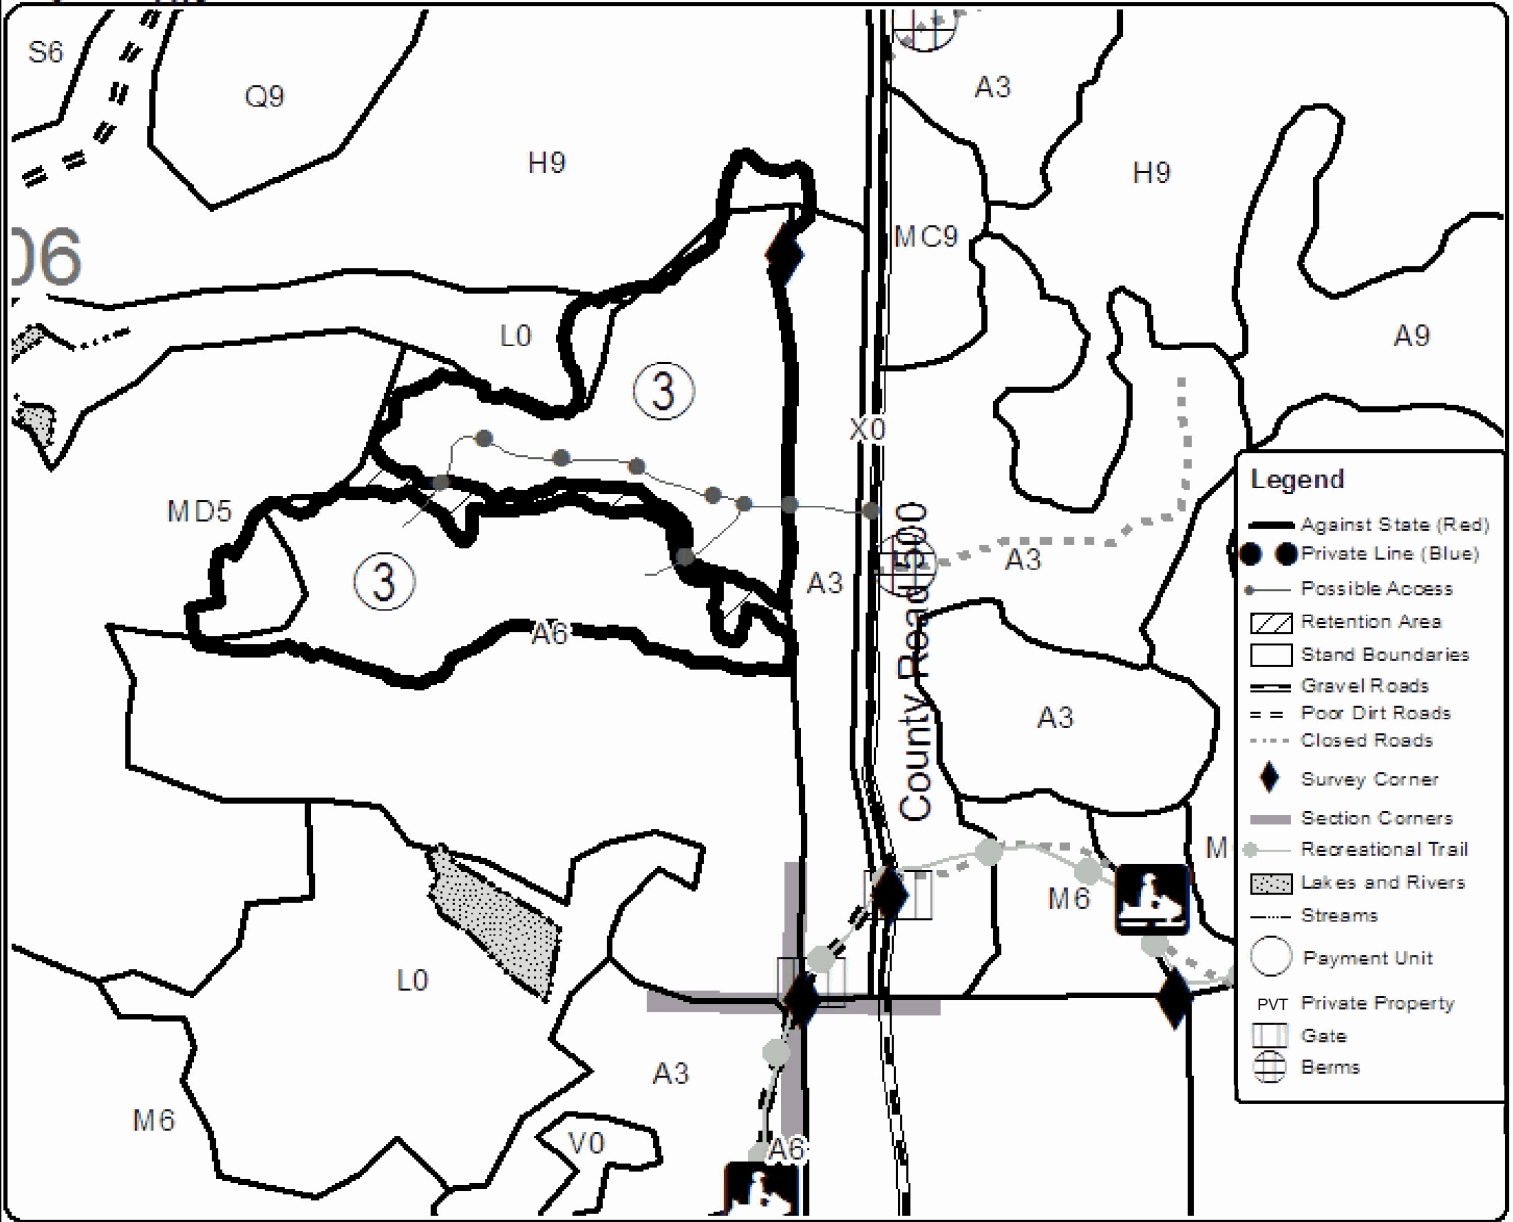 S6
Q9
A3
H9
H9
MC9
06
L0
A9
3
X0
MD5
3
A3
A3
A6
County Road 500
A3
M6
M
L0
A3
M6
V0
A6
Legend
Against State (Red)
Private Line (Blue)
Possible Access
Retention Area
Stand Boundaries
Gravel Roads
Poor Dirt Roads
Closed Roads
Survey Corner
Section Corners
Recreational Trail
Lakes and Rivers
Streams
Payment Unit
PVT Private Property
Gate
Berms